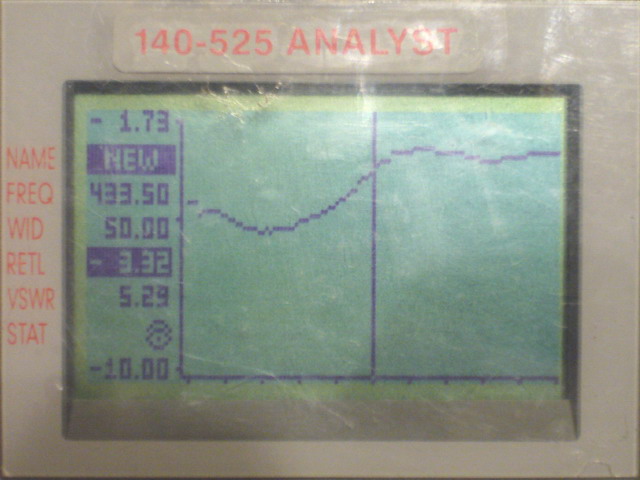 140-525 ANALYST
- 1.73
NAME NEW
FREQ 433.50
WID 50.00
RETL - 3.32
VSWR 5.29
STAT
-10.00